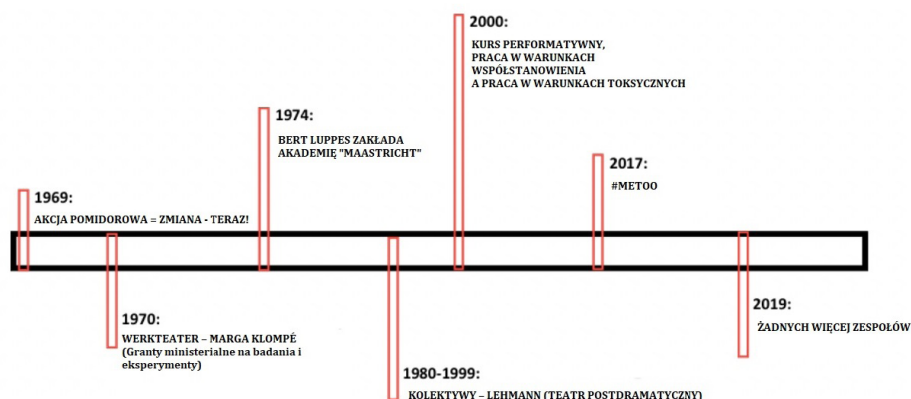 1969:
AKCJA POMIDOROWA = ZMIANA - TERAZ!
1970:
WERKTEATER – MARGA KLOMPÉ
(Granty ministerialne na badania i
eksperymenty)
1974:
BERT LUPPES ZAKŁADA
AKADEMIĘ "MAASTRICHT"
1980-1999:
KOLEKTYWY – LEHMANN (TEATR POSTDRAMATYCZNY)
2000:
KURS PERFORMATYWNY,
PRACA W WARUNKACH
WSPÓŁSTANOWIENIA
A PRACA W WARUNKACH TOKSYCZNYCH
2017:
#METOO
2019:
ŻADNYCH WIĘCEJ ZESPOŁÓW